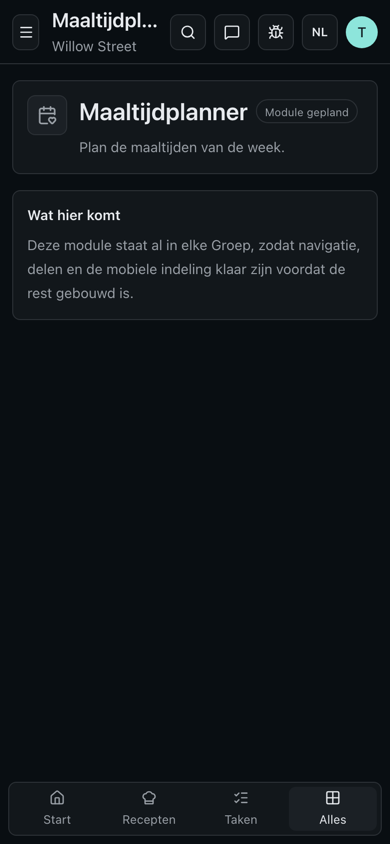 Maaltijdpl...
Willow Street
NL
T
Maaltijdplanner
Module gepland
Plan de maaltijden van de week.
Wat hier komt
Deze module staat al in elke Groep, zodat navigatie,
delen en de mobiele indeling klaar zijn voordat de
rest gebouwd is.
Start
Recepten
Taken
Alles